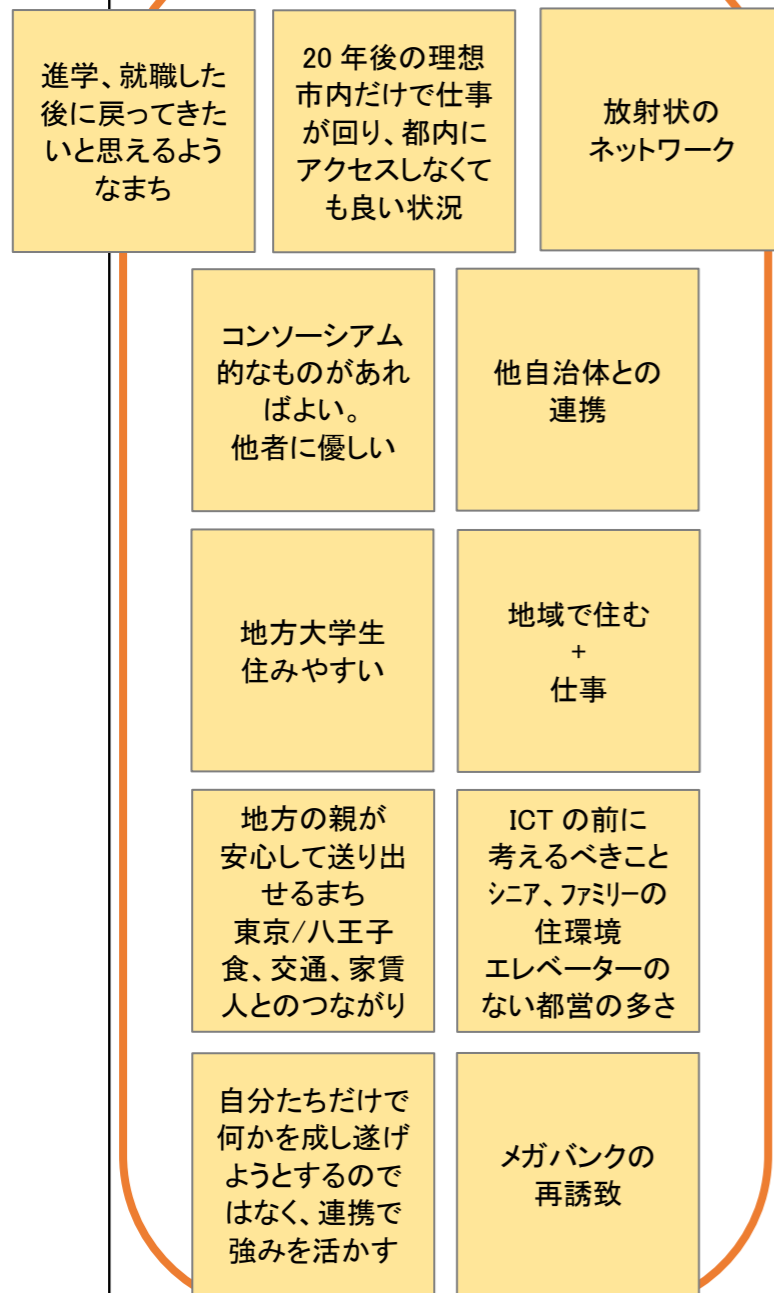 進学、就職した
後に戻ってきた
いと思えるよう
なまち
20 年後の理想
市内だけで仕事
が回り、都内に
アクセスしなくて
も良い状況
放射状の
ネットワーク
コンソーシアム
的なものがあれ
ばよい。
他者に優しい
他自治体との
連携
地方大学生
住みやすい
地域で住む
+
仕事
地方の親が
安心して送り出
せるまち
東京/八王子
食、交通、家賃
人とのつながり
ICT の前に
考えるべきこと
シニア、ファミリーの
住環境
エレベーターの
ない都営の多さ
自分たちだけで
何かを成し遂げ
ようとするので
はなく、連携で
強みを活かす
メガバンクの
再誘致